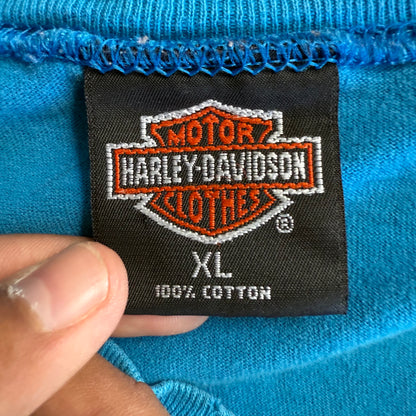 MOTOR
HARLEY-DAVIDSON
CLOTHES
®
XL
100% COTTON